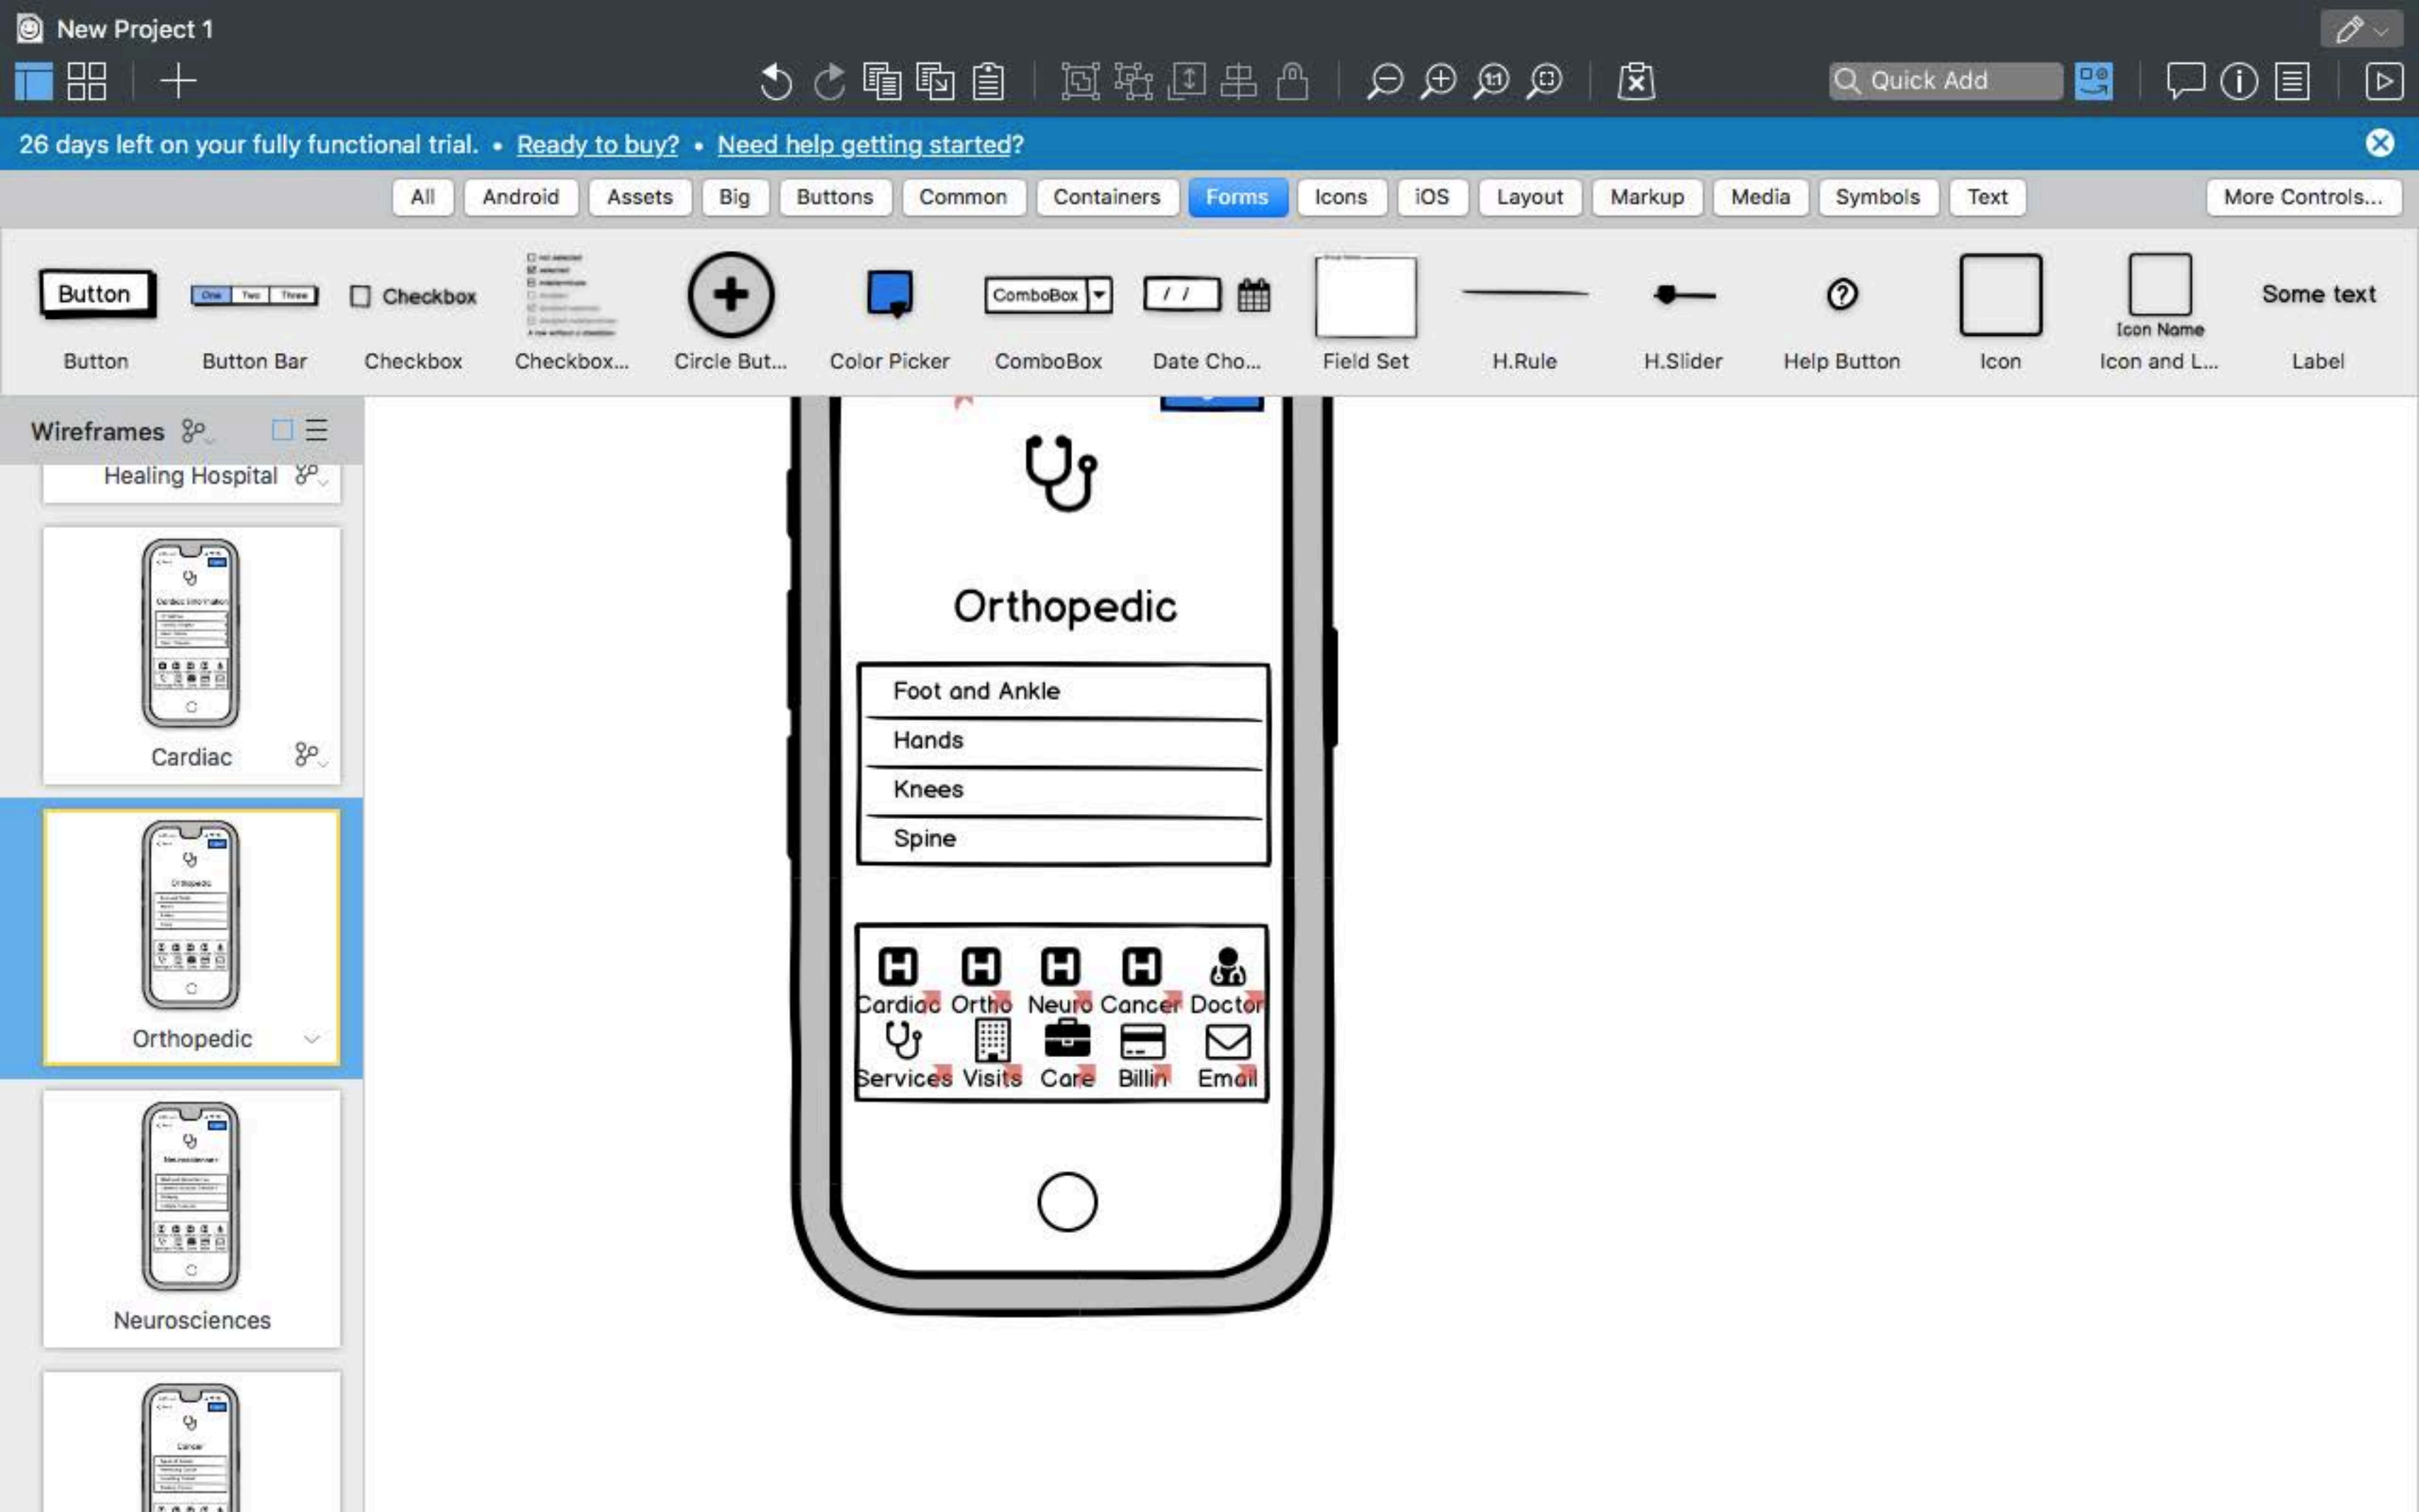 New Project 1
Quick Add
26 days left on your fully functional trial. • Ready to buy? • Need help getting started?
All Android Assets Big Buttons Common Containers Forms Icons iOS Layout Markup Media Symbols Text More Controls...
Button One Two Three Checkbox ComboBox / / Icon Name Some text
Button Button Bar Checkbox Checkbox... Circle But... Color Picker ComboBox Date Cho... Field Set H.Rule H.Slider Help Button Icon Icon and L... Label
Wireframes
Healing Hospital
Cardiac
Orthopedic
Neurosciences
Orthopedic
Foot and Ankle
Hands
Knees
Spine
Cardiac Ortho Neuro Cancer Doctor
Services Visits Care Billin Email